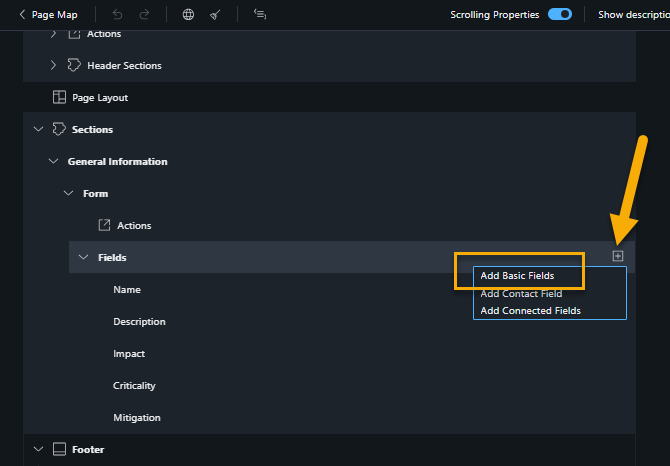 Page Map
Scrolling Properties
Show descriptio
Actions
Header Sections
Page Layout
Sections
General Information
Form
Actions
Fields
Add Basic Fields
Add Contact Field
Add Connected Fields
Name
Description
Impact
Criticality
Mitigation
Footer